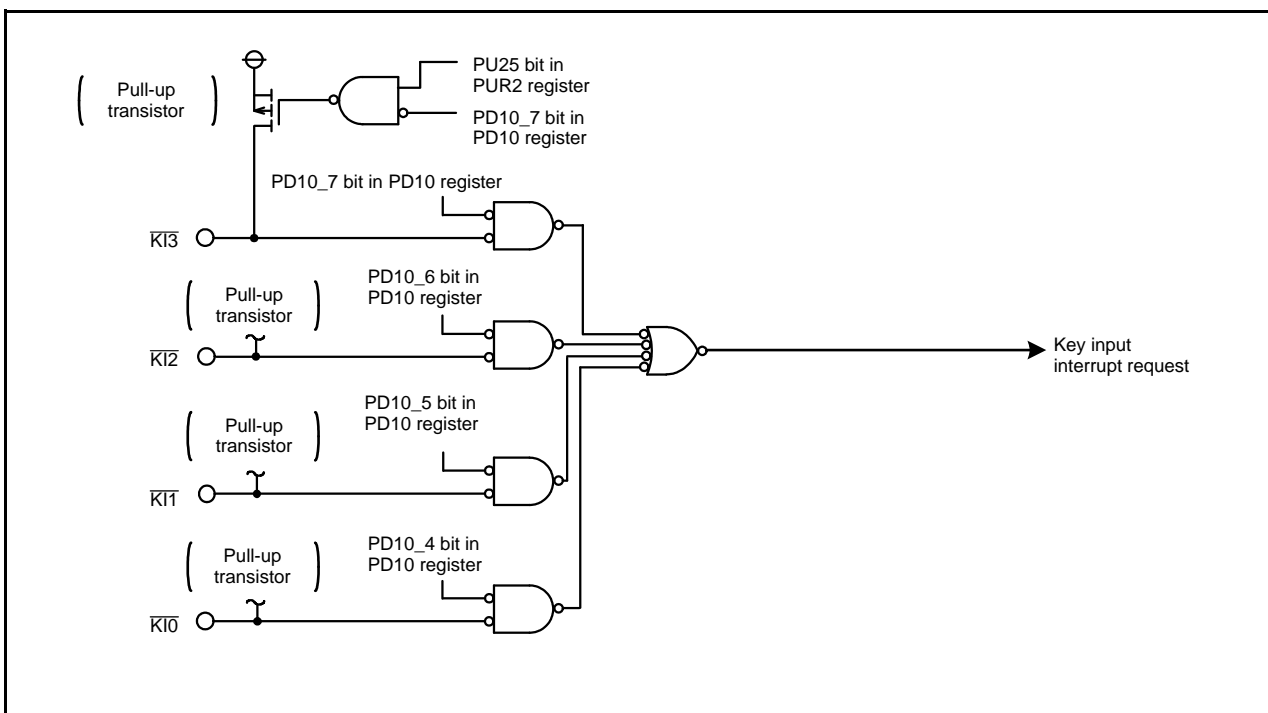 Pull-up
transistor
PU25 bit in
PUR2 register
PD10_7 bit in
PD10 register
PD10_7 bit in PD10 register
KI3
Pull-up
transistor
PD10_6 bit in
PD10 register
KI2
Key input
interrupt request
Pull-up
transistor
PD10_5 bit in
PD10 register
KI1
Pull-up
transistor
PD10_4 bit in
PD10 register
KI0